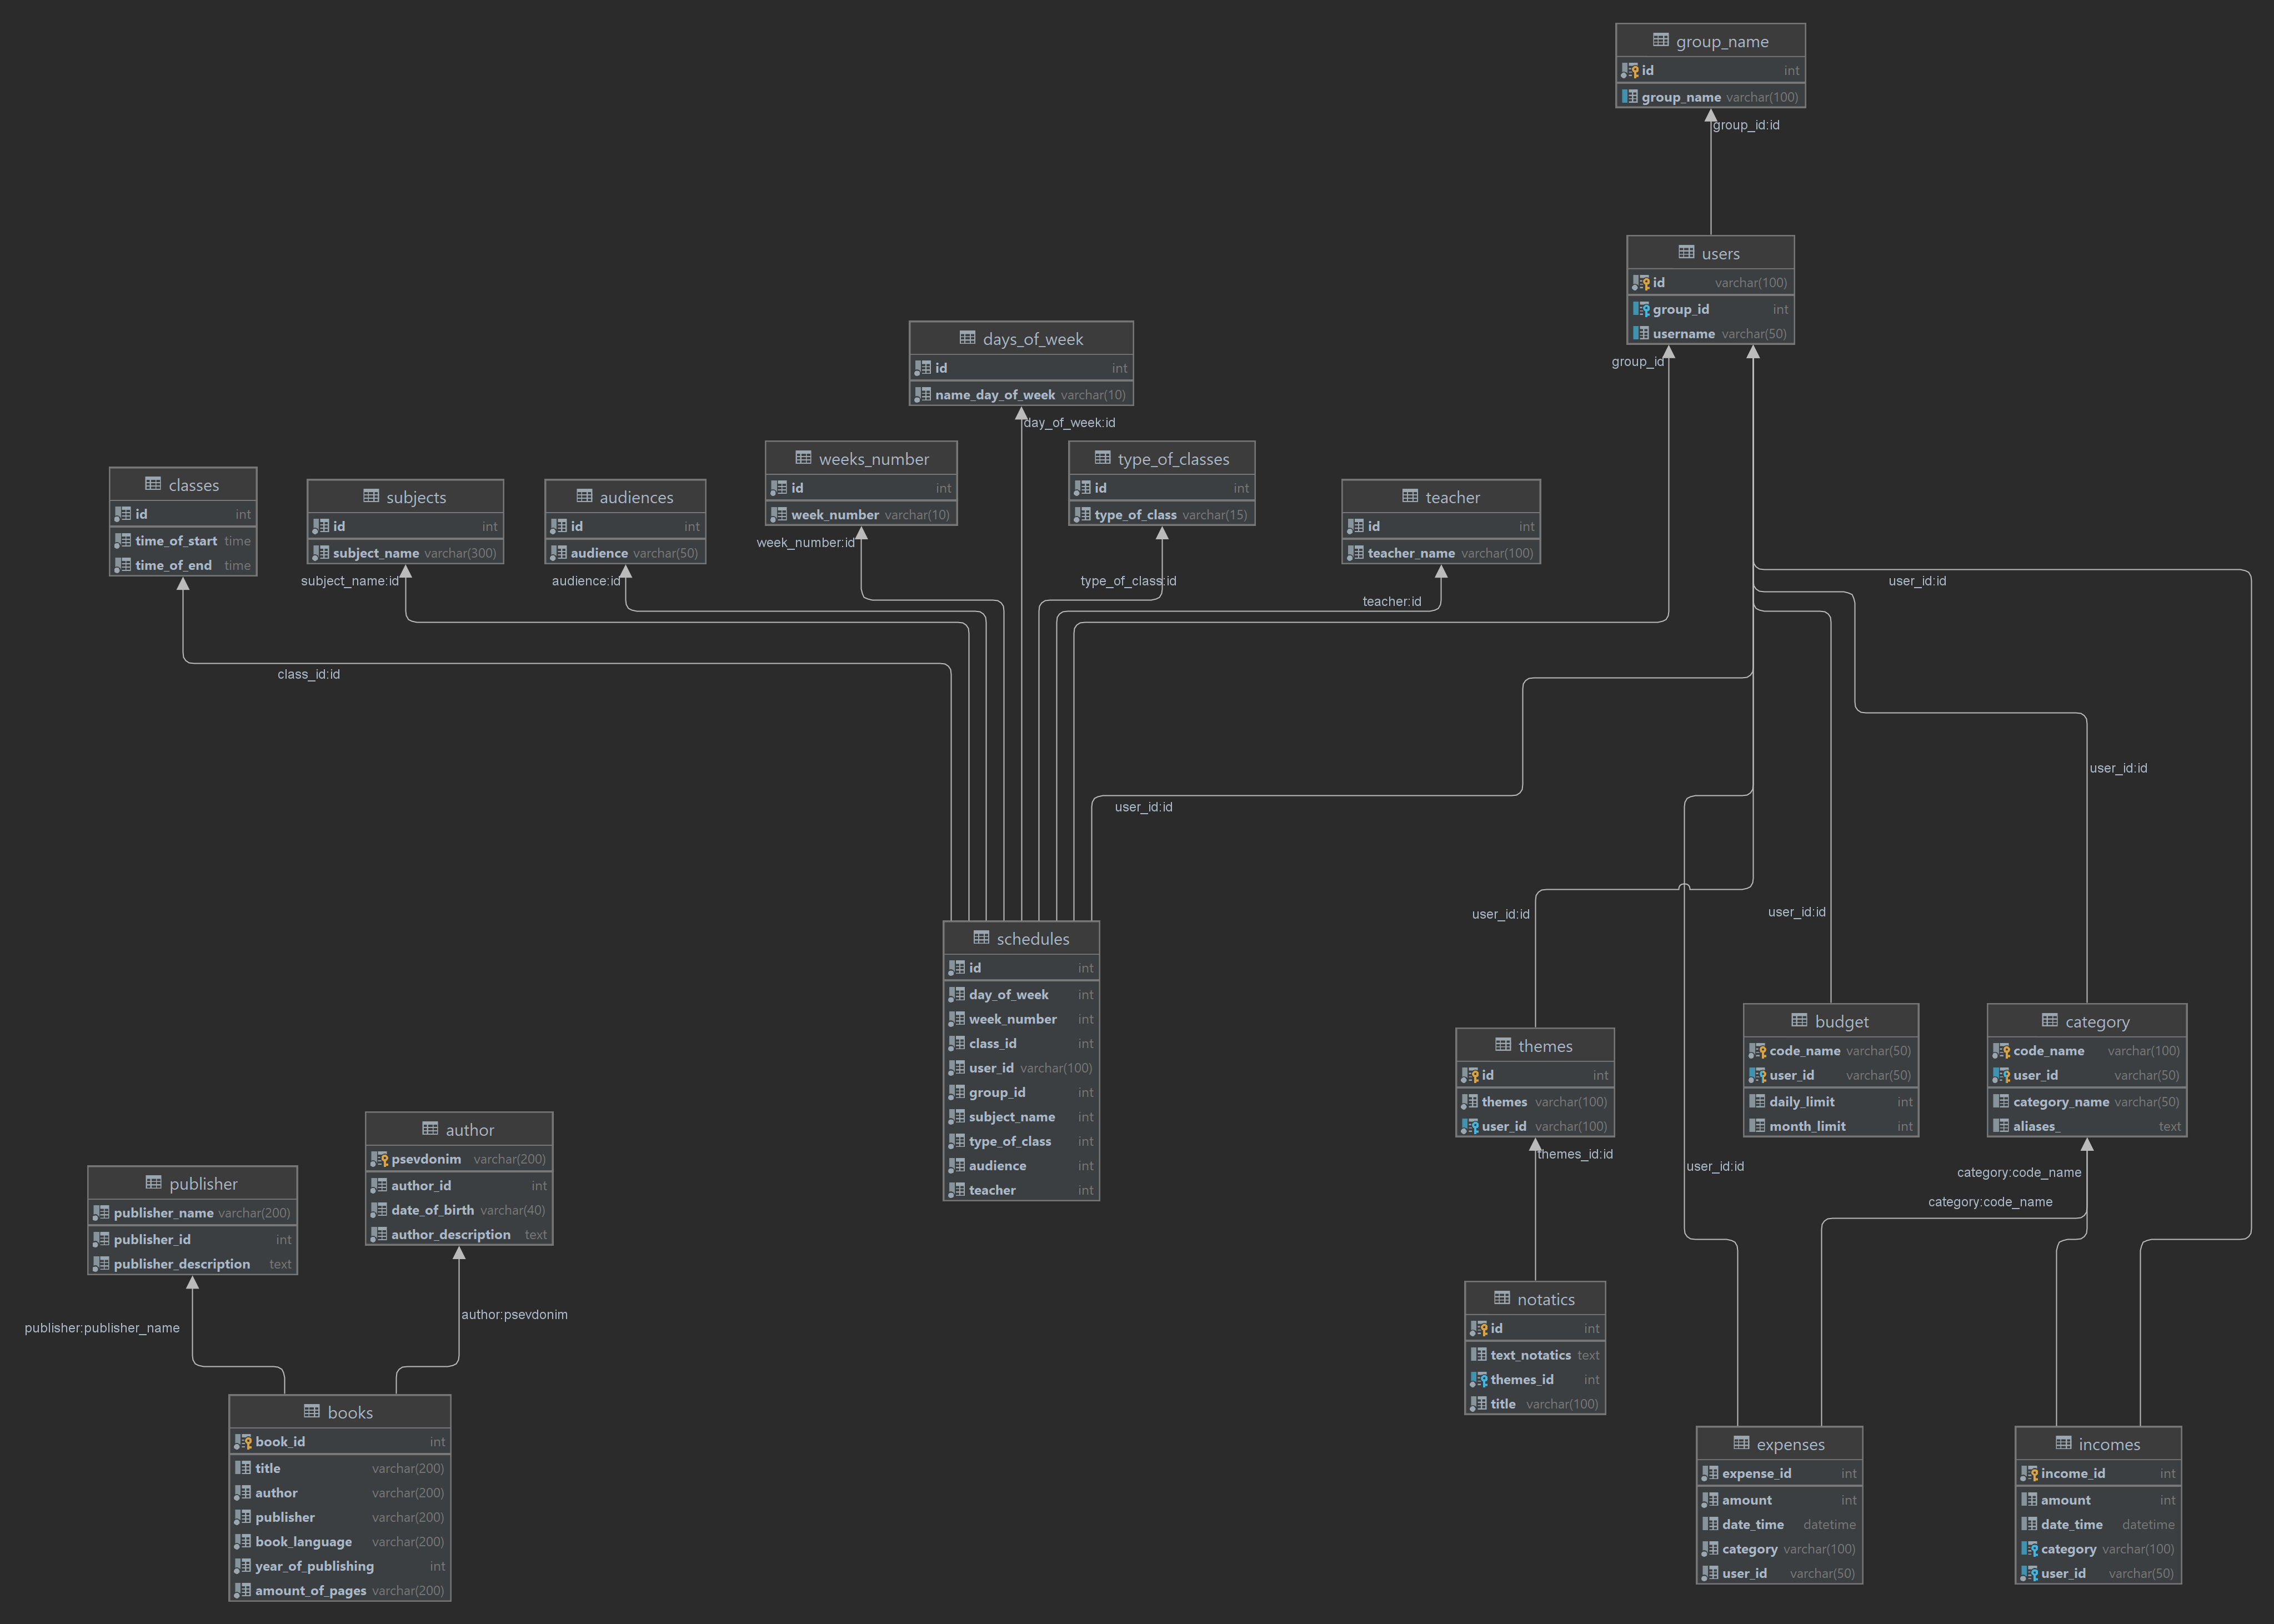 group_name
id int
group_name varchar(100)
group_id:id
users
id varchar(100)
group_id int
username varchar(50)
group_id
days_of_week
id int
name_day_of_week varchar(10)
day_of_week:id
classes
id int
time_of_start time
time_of_end time
subjects
id int
subject_name varchar(300)
audiences
id int
audience varchar(50)
weeks_number
id int
week_number varchar(10)
type_of_classes
id int
type_of_class varchar(15)
teacher
id int
teacher_name varchar(100)
week_number:id
subject_name:id
audience:id
type_of_class:id
teacher:id
user_id:id
class_id:id
user_id:id
user_id:id
user_id:id
user_id:id
schedules
id int
day_of_week int
week_number int
class_id int
user_id varchar(100)
group_id int
subject_name int
type_of_class int
audience int
teacher int
themes
id int
themes varchar(100)
user_id varchar(100)
budget
code_name varchar(50)
user_id varchar(50)
daily_limit int
month_limit int
category
code_name varchar(100)
user_id varchar(50)
category_name varchar(50)
aliases_ text
themes_id:id
user_id:id
category:code_name
category:code_name
publisher
publisher_name varchar(200)
publisher_id int
publisher_description text
author
psevdonim varchar(200)
author_id int
date_of_birth varchar(40)
author_description text
publisher:publisher_name
author:psevdonim
notatics
id int
text_notatics text
themes_id int
title varchar(100)
books
book_id int
title varchar(200)
author varchar(200)
publisher varchar(200)
book_language varchar(200)
year_of_publishing int
amount_of_pages varchar(200)
expenses
expense_id int
amount int
date_time datetime
category varchar(100)
user_id varchar(50)
incomes
income_id int
amount int
date_time datetime
category varchar(100)
user_id varchar(50)